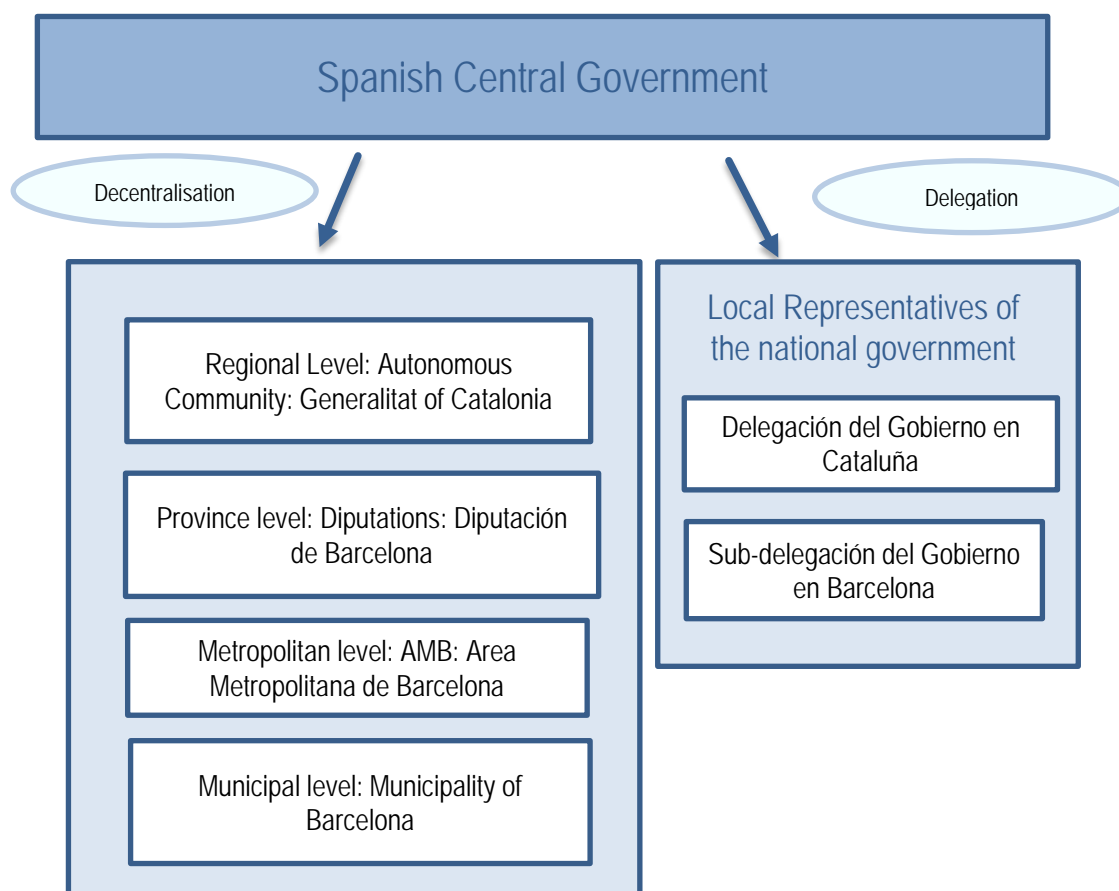 Spanish Central Government
Decentralisation
Delegation
Regional Level: Autonomous
Community: Generalitat of Catalonia
Province level: Diputations: Diputación
de Barcelona
Metropolitan level: AMB: Area
Metropolitana de Barcelona
Municipal level: Municipality of
Barcelona
Local Representatives of
the national government
Delegación del Gobierno en
Cataluña
Sub-delegación del Gobierno
en Barcelona